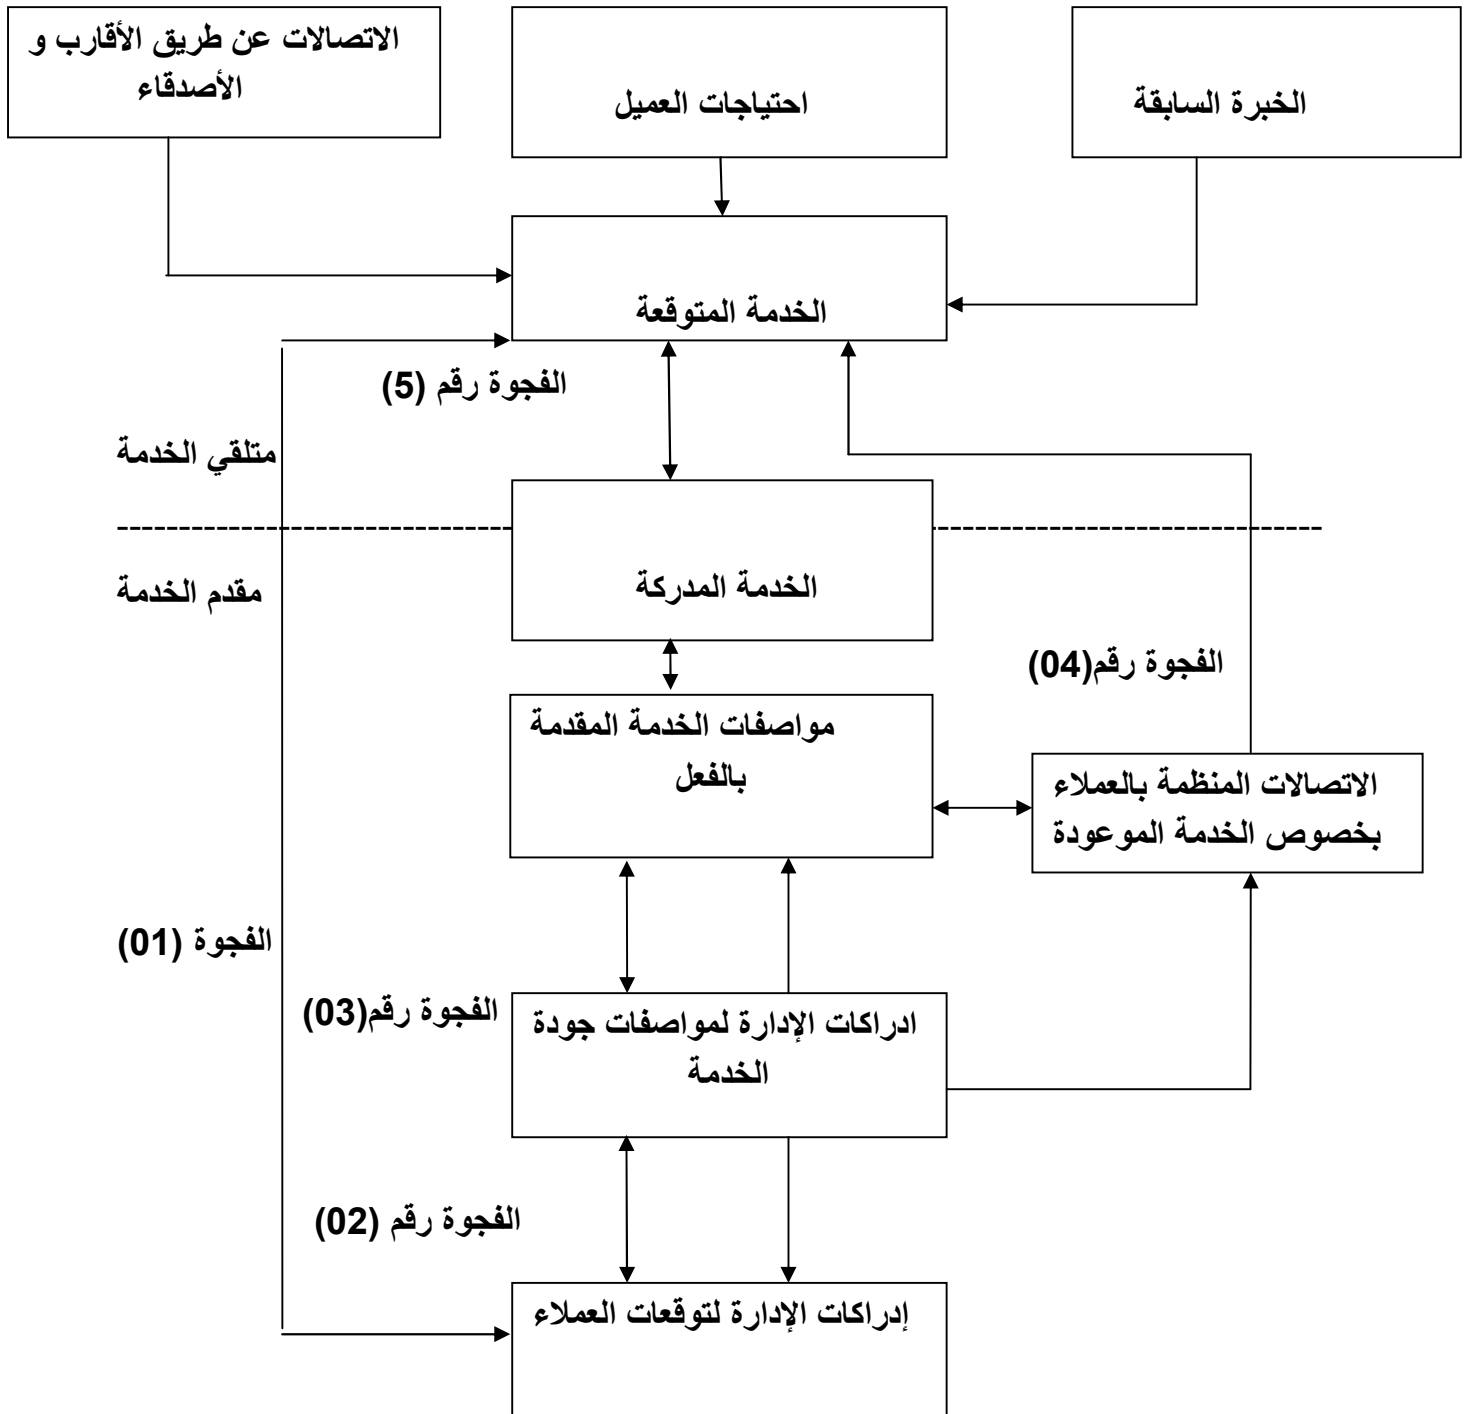 الاتصالات عن طريق الأقارب و
الأصدقاء
احتياجات العميل
الخبرة السابقة
الخدمة المتوقعة
الفجوة رقم (5)
متلقي الخدمة
مقدم الخدمة
الخدمة المدركة
الفجوة رقم(04)
مواصفات الخدمة المقدمة
بالفعل
الاتصالات المنظمة بالعملاء
بخصوص الخدمة الموعودة
الفجوة (01)
الفجوة رقم(03)
ادراكات الإدارة لمواصفات جودة
الخدمة
الفجوة رقم (02)
إدراكات الإدارة لتوقعات العملاء